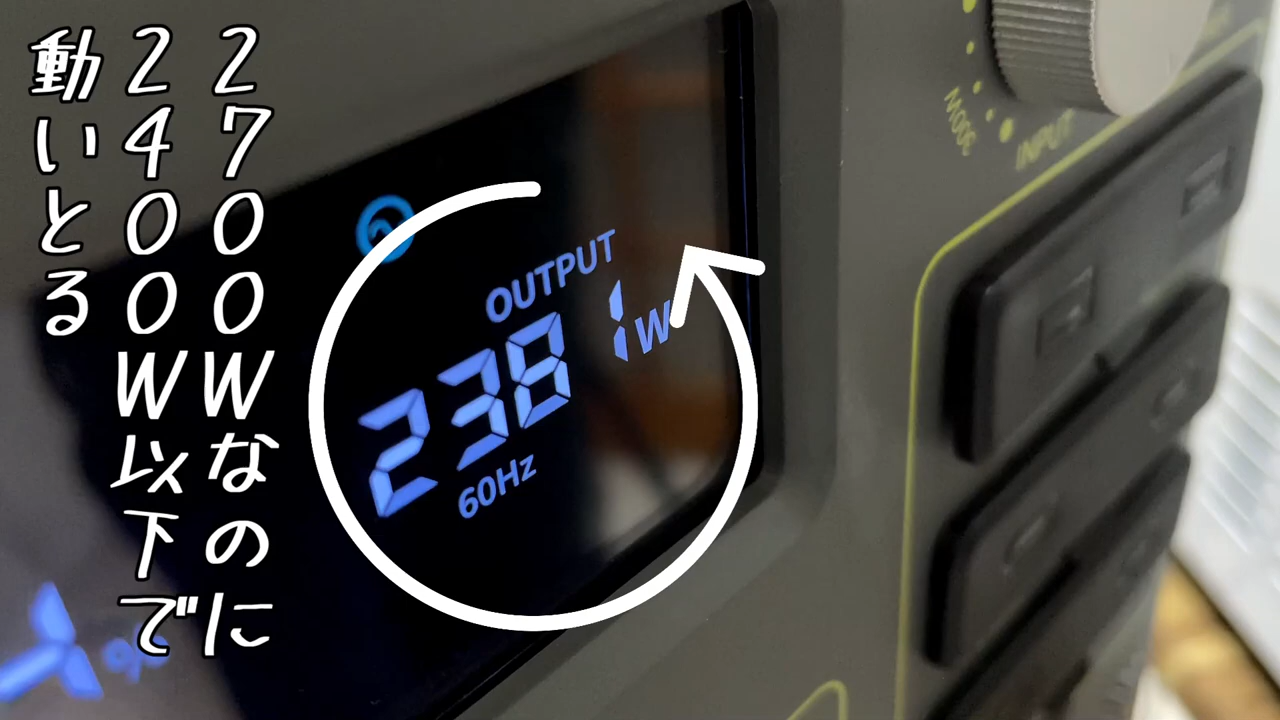 ２７００Ｗなのに
２４００Ｗ以下で
動いとる
OUTPUT
2381W
60Hz
MODE
INPUT
%